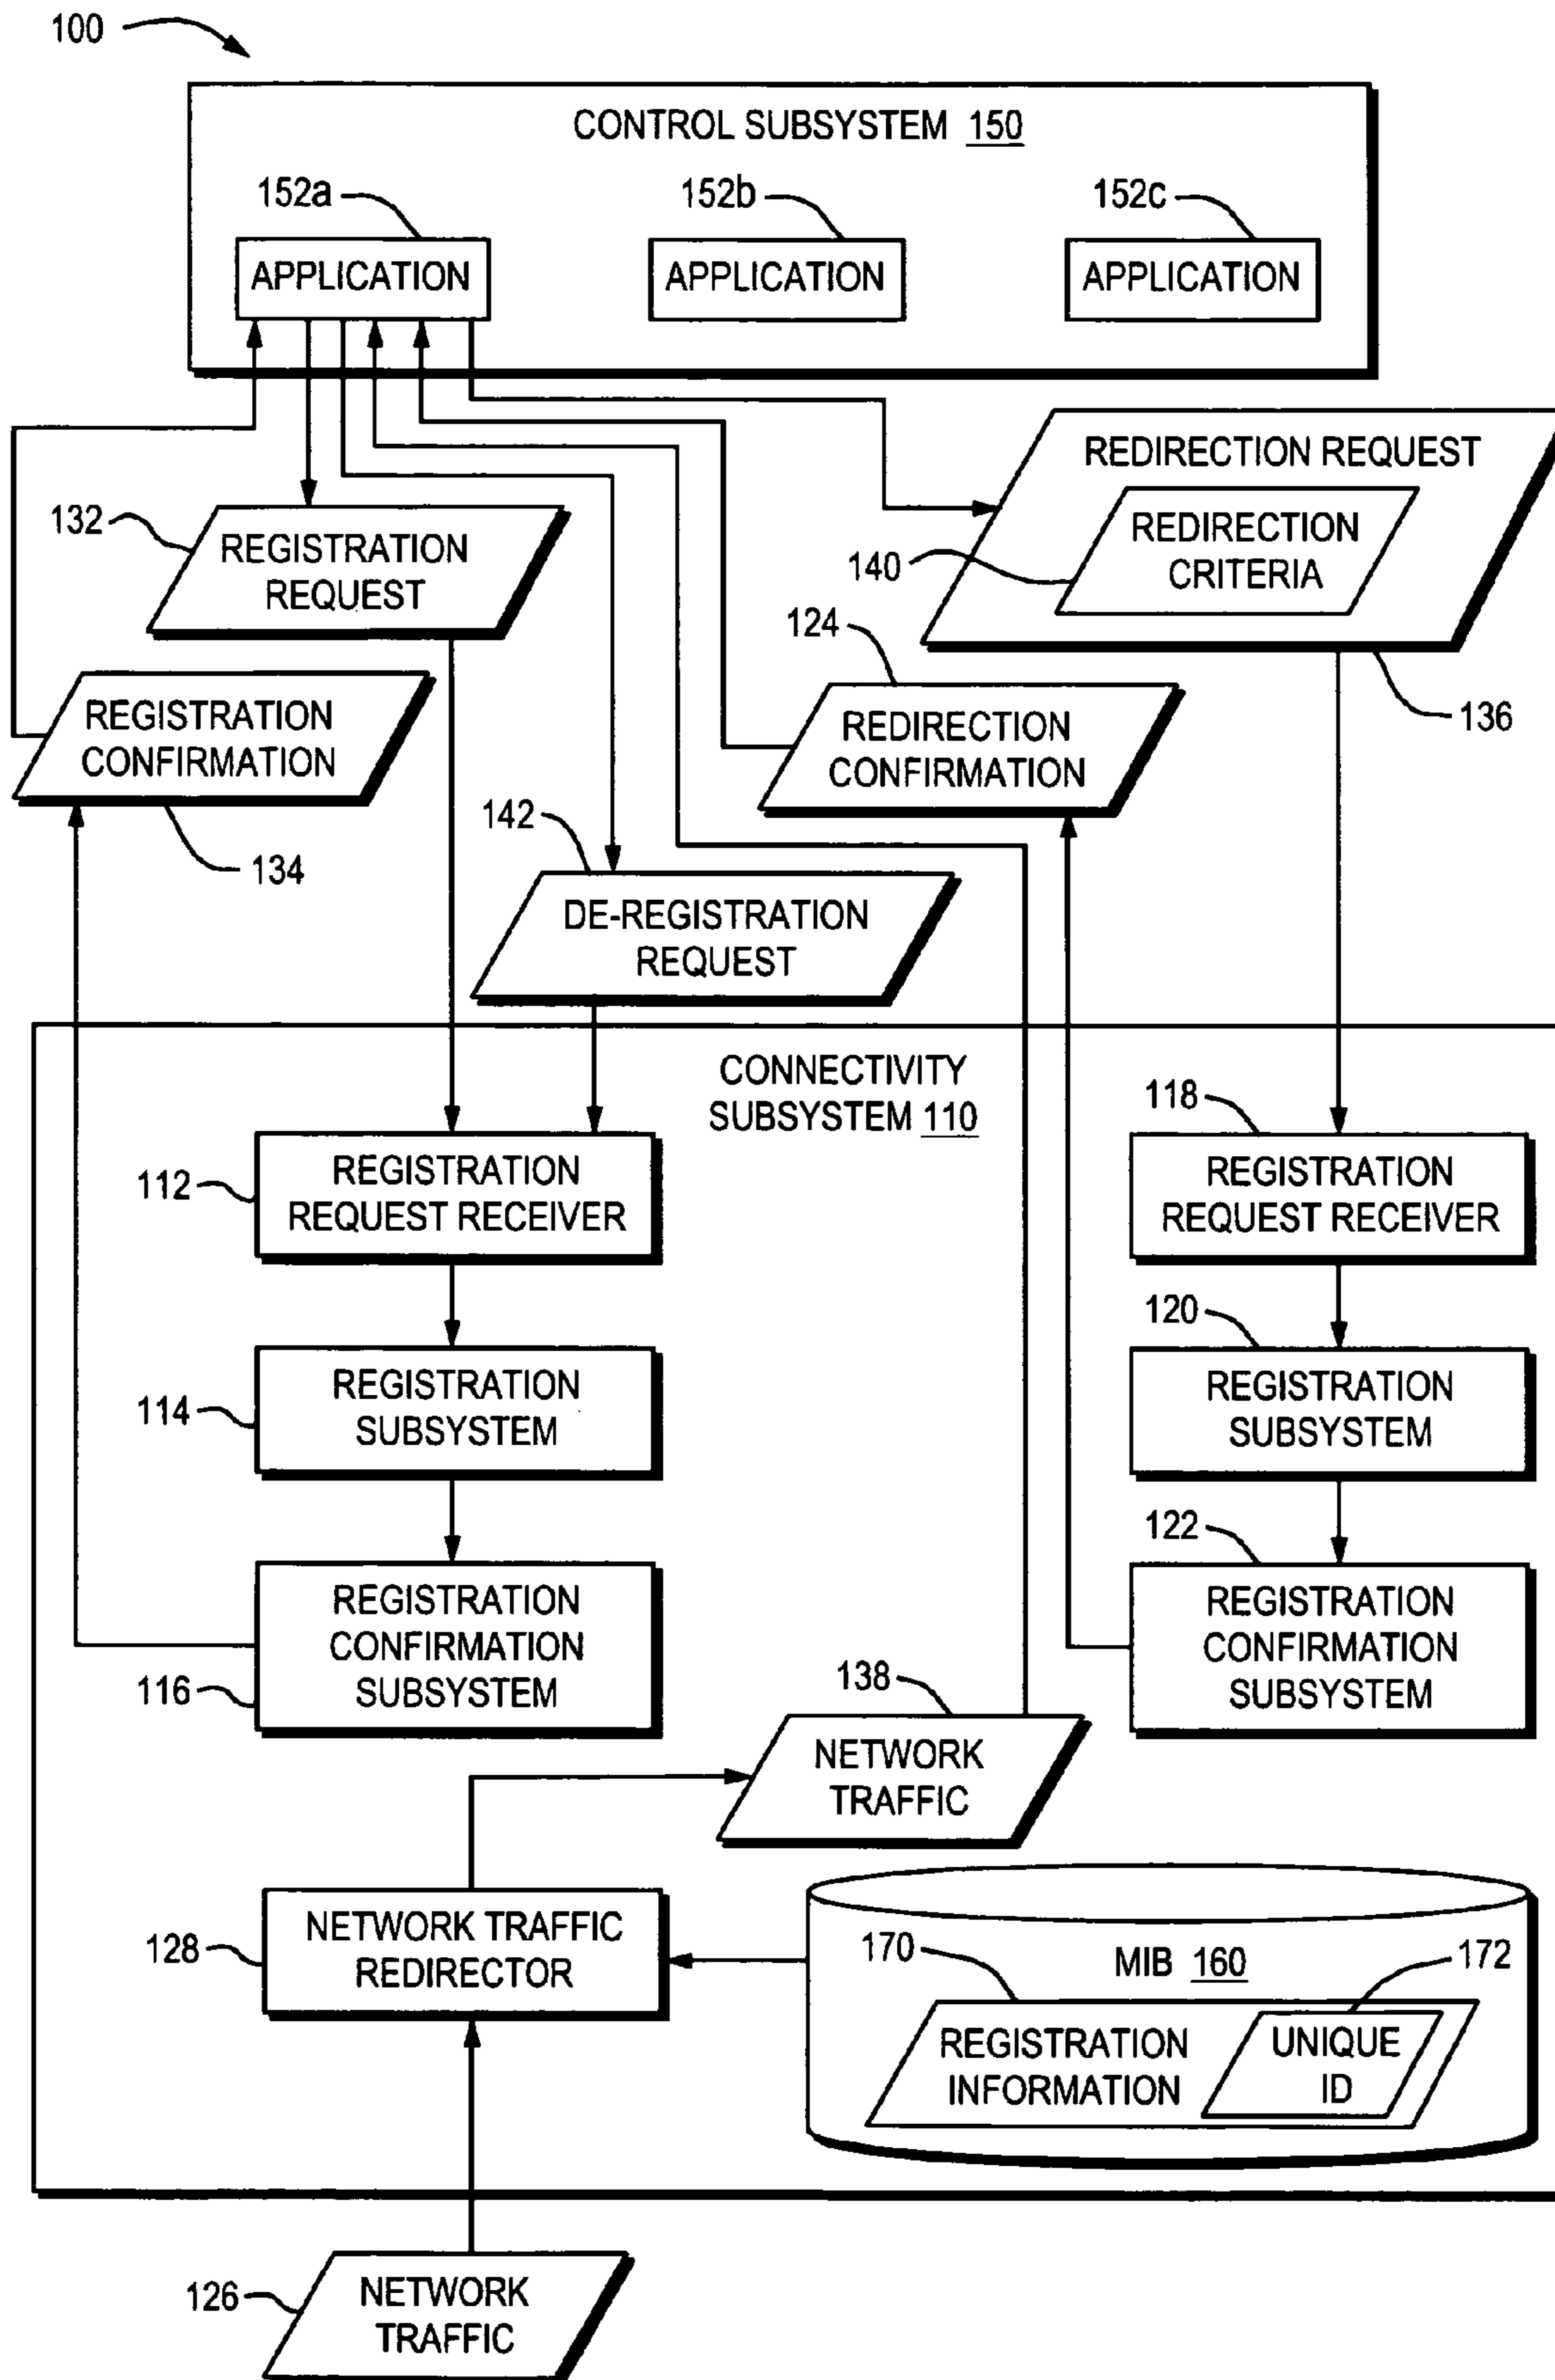 100
CONTROL SUBSYSTEM 150
152a
152b
152c
APPLICATION
APPLICATION
APPLICATION
REDIRECTION REQUEST
REDIRECTION
CRITERIA
140
136
132
REGISTRATION
REQUEST
124
REDIRECTION
CONFIRMATION
REGISTRATION
CONFIRMATION
134
142
DE-REGISTRATION
REQUEST
CONNECTIVITY
SUBSYSTEM 110
112
REGISTRATION
REQUEST RECEIVER
118
REGISTRATION
REQUEST RECEIVER
114
REGISTRATION
SUBSYSTEM
120
REGISTRATION
SUBSYSTEM
116
REGISTRATION
CONFIRMATION
SUBSYSTEM
122
REGISTRATION
CONFIRMATION
SUBSYSTEM
138
NETWORK
TRAFFIC
128
NETWORK TRAFFIC
REDIRECTOR
MIB 160
170
172
REGISTRATION
INFORMATION
UNIQUE
ID
126
NETWORK
TRAFFIC